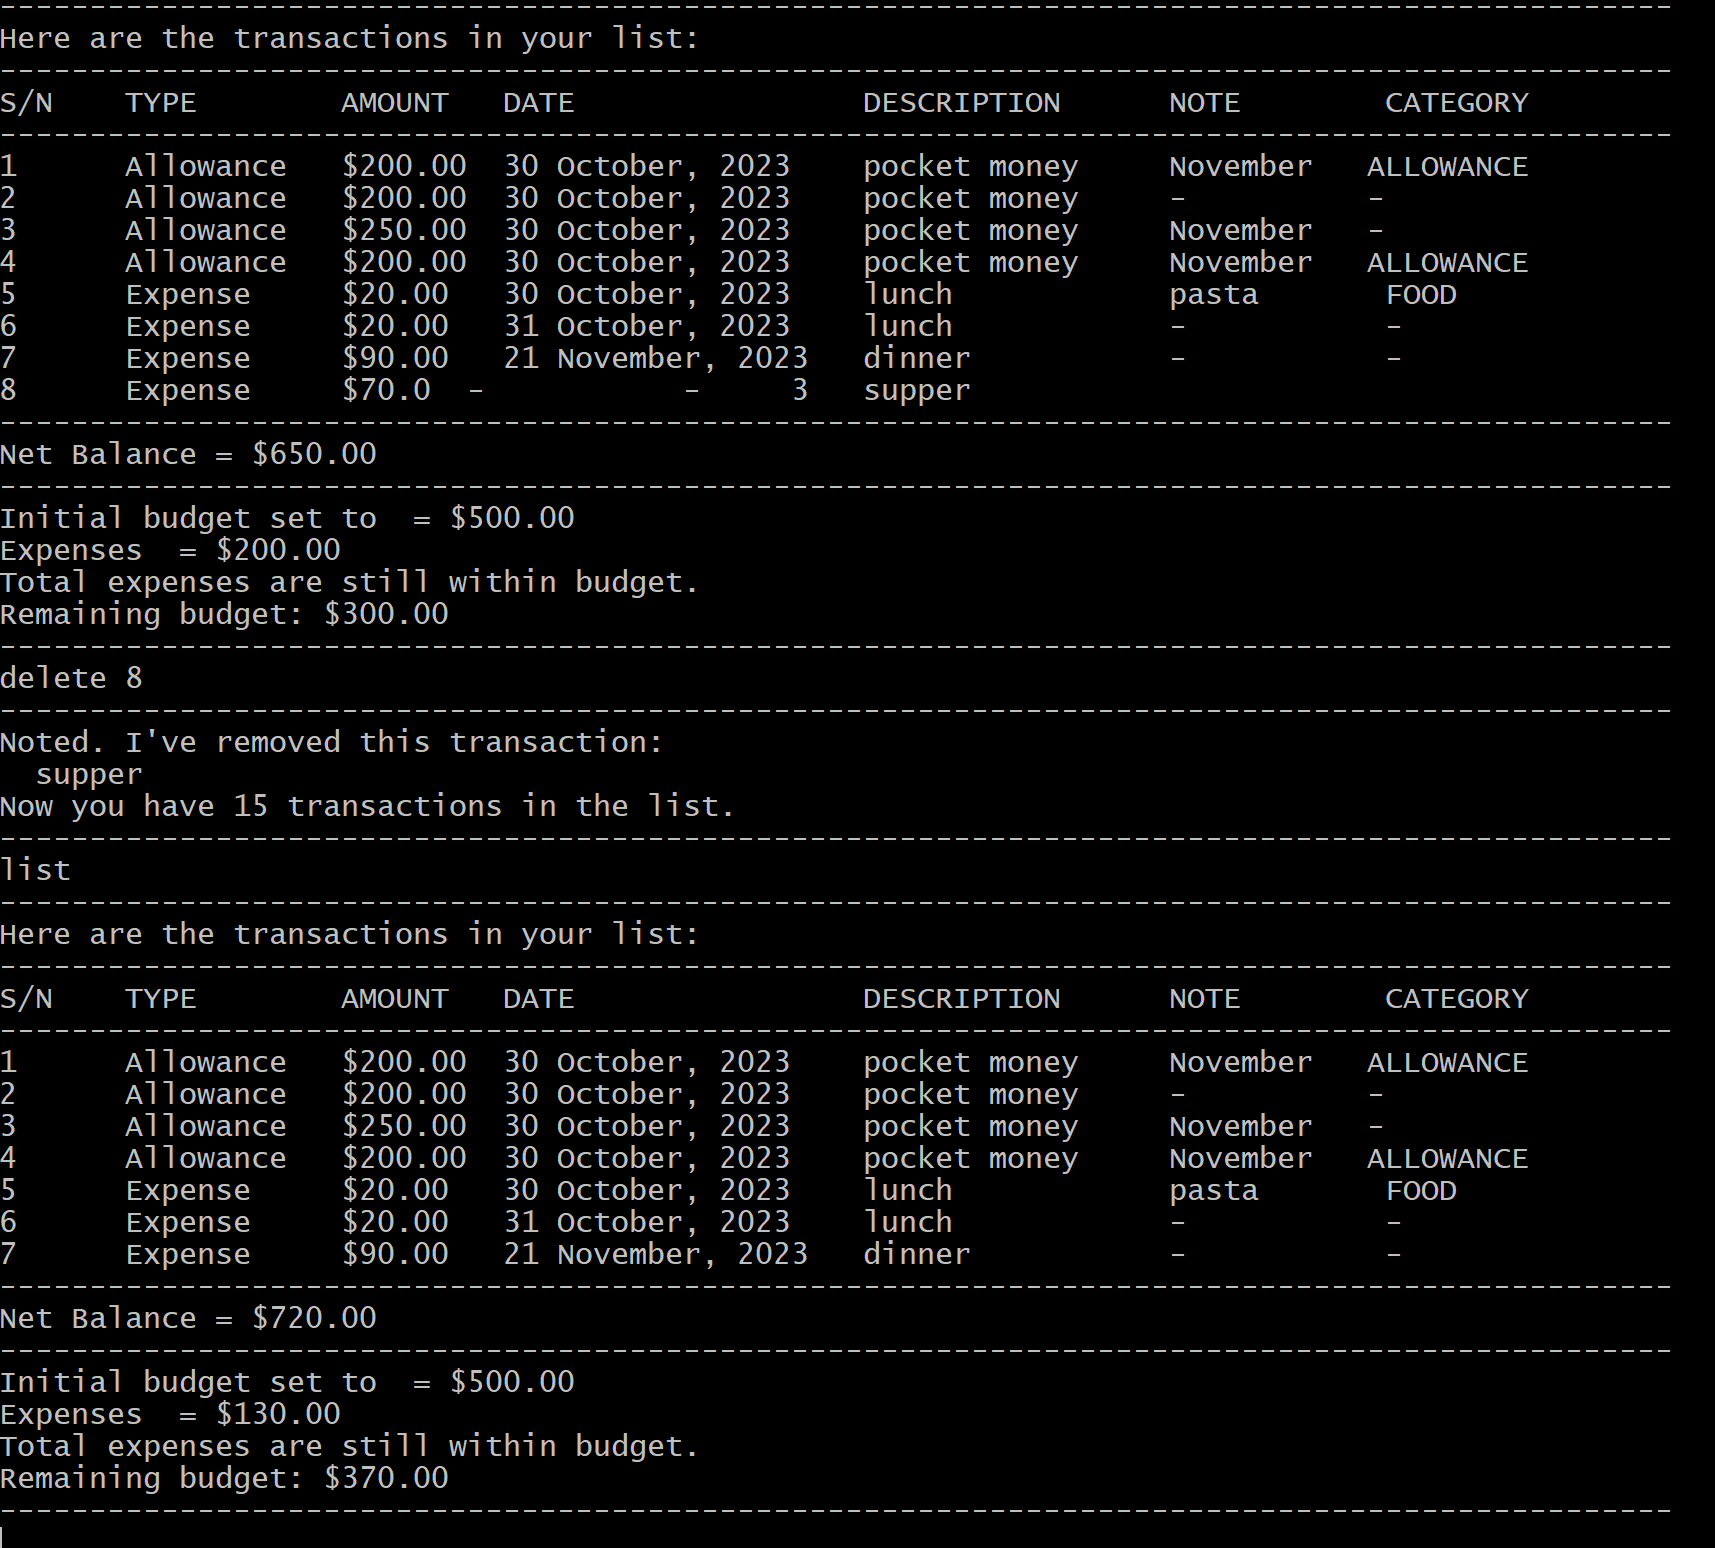 ---------------------------------------------------------------------------------------------
Here are the transactions in your list:
---------------------------------------------------------------------------------------------
S/N    TYPE        AMOUNT   DATE                DESCRIPTION      NOTE        CATEGORY
---------------------------------------------------------------------------------------------
1      Allowance   $200.00  30 October, 2023    pocket money     November   ALLOWANCE
2      Allowance   $200.00  30 October, 2023    pocket money     -          -
3      Allowance   $250.00  30 October, 2023    pocket money     November   -
4      Allowance   $200.00  30 October, 2023    pocket money     November   ALLOWANCE
5      Expense     $20.00   30 October, 2023    lunch            pasta       FOOD
6      Expense     $20.00   31 October, 2023    lunch            -           -
7      Expense     $90.00   21 November, 2023   dinner           -           -
8      Expense     $70.0  -           -     3   supper
---------------------------------------------------------------------------------------------
Net Balance = $650.00
---------------------------------------------------------------------------------------------
Initial budget set to  = $500.00
Expenses  = $200.00
Total expenses are still within budget.
Remaining budget: $300.00
---------------------------------------------------------------------------------------------
delete 8
---------------------------------------------------------------------------------------------
Noted. I've removed this transaction:
  supper
Now you have 15 transactions in the list.
---------------------------------------------------------------------------------------------
list
---------------------------------------------------------------------------------------------
Here are the transactions in your list:
---------------------------------------------------------------------------------------------
S/N    TYPE        AMOUNT   DATE                DESCRIPTION      NOTE        CATEGORY
---------------------------------------------------------------------------------------------
1      Allowance   $200.00  30 October, 2023    pocket money     November   ALLOWANCE
2      Allowance   $200.00  30 October, 2023    pocket money     -          -
3      Allowance   $250.00  30 October, 2023    pocket money     November   -
4      Allowance   $200.00  30 October, 2023    pocket money     November   ALLOWANCE
5      Expense     $20.00   30 October, 2023    lunch            pasta       FOOD
6      Expense     $20.00   31 October, 2023    lunch            -           -
7      Expense     $90.00   21 November, 2023   dinner           -           -
---------------------------------------------------------------------------------------------
Net Balance = $720.00
---------------------------------------------------------------------------------------------
Initial budget set to  = $500.00
Expenses  = $130.00
Total expenses are still within budget.
Remaining budget: $370.00
---------------------------------------------------------------------------------------------